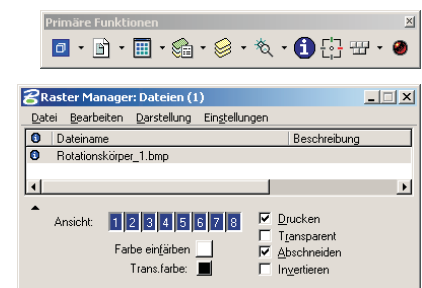 Primäre Funktionen
Raster Manager: Dateien (1)
Datei Bearbeiten Darstellung Einstellungen
Dateiname Beschreibung
Rotationskörper_1.bmp
Ansicht: 1 2 3 4 5 6 7 8
Drucken
Transparent
Farbe einfärben
Abschneiden
Trans.farbe:
Invertieren